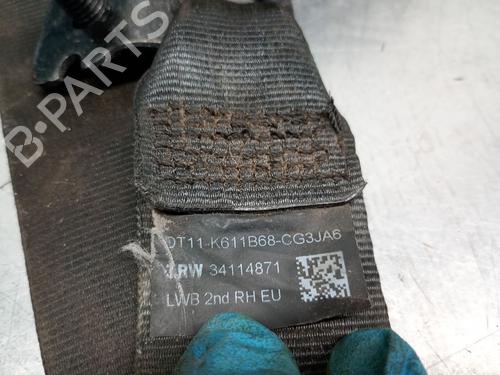 B-PARTS
DT11-K611B68-CG3JA6
TRW 34114871
LWB 2nd RH EU